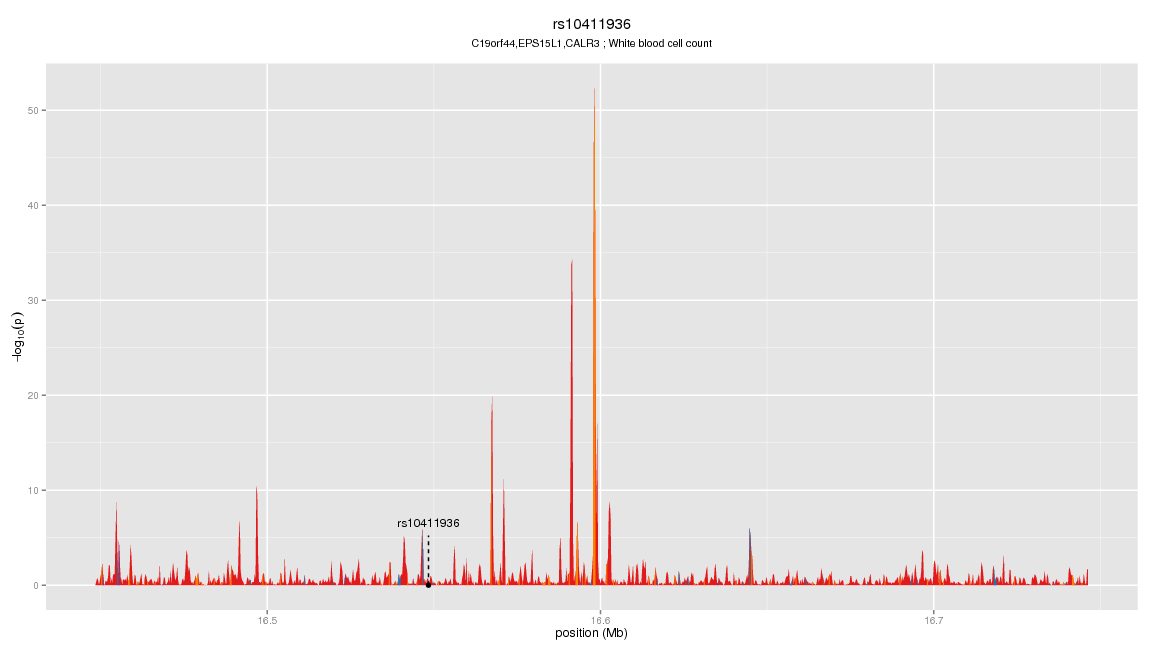 rs10411936
C19orf44,EPS15L1,CALR3 ; White blood cell count
50
40
30
20
10
0
−log10(p)
rs10411936
16.5
16.6
16.7
position (Mb)